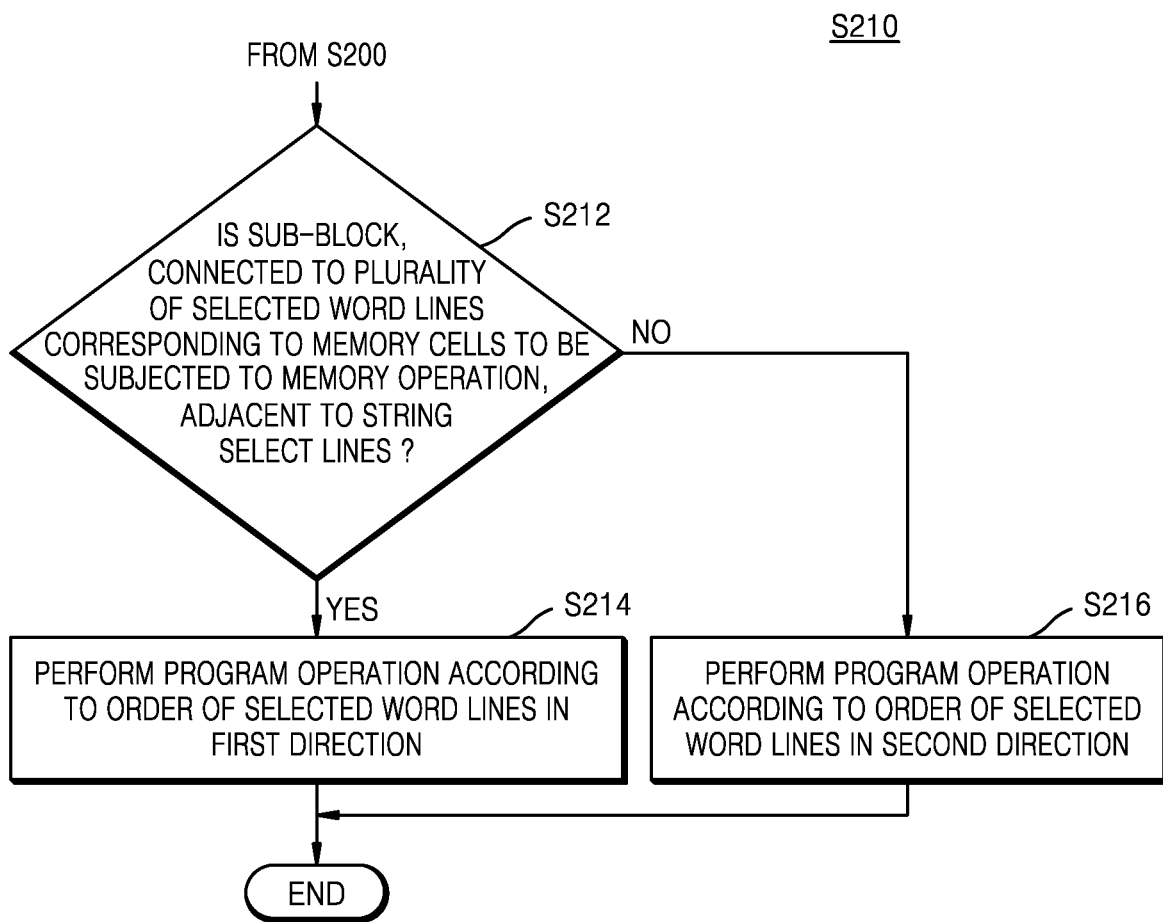 S210
FROM S200
S212
IS SUB-BLOCK,
CONNECTED TO PLURALITY
OF SELECTED WORD LINES
CORRESPONDING TO MEMORY CELLS TO BE
SUBJECTED TO MEMORY OPERATION,
ADJACENT TO STRING
SELECT LINES ?
NO
YES
S214
PERFORM PROGRAM OPERATION ACCORDING
TO ORDER OF SELECTED WORD LINES IN
FIRST DIRECTION
S216
PERFORM PROGRAM OPERATION
ACCORDING TO ORDER OF SELECTED
WORD LINES IN SECOND DIRECTION
END